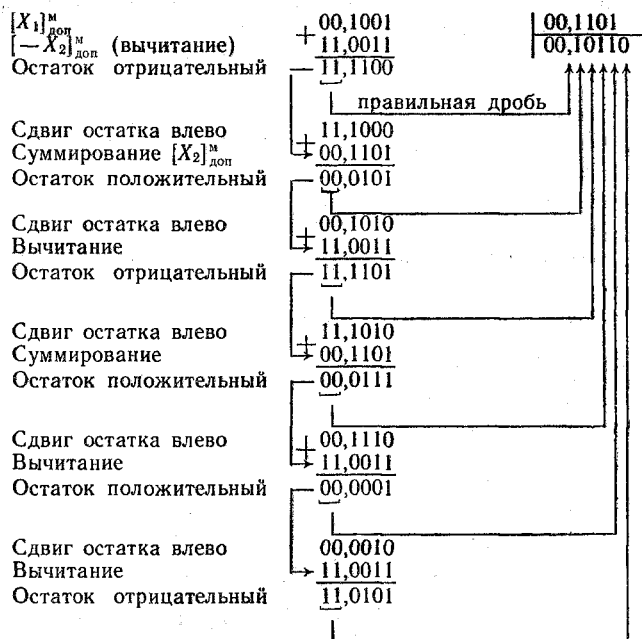 [X₁]ᴹдоп 00,1001 00,1101
[—X₂]ᴹдоп (вычитание) + 11,0011 00,10110
Остаток отрицательный 11,1100
правильная дробь
Сдвиг остатка влево 11,1000
Суммирование [X₂]ᴹдоп + 00,1101
Остаток положительный 00,0101
Сдвиг остатка влево 00,1010
Вычитание + 11,0011
Остаток отрицательный 11,1101
Сдвиг остатка влево 11,1010
Суммирование + 00,1101
Остаток положительный 00,0111
Сдвиг остатка влево 00,1110
Вычитание + 11,0011
Остаток положительный 00,0001
Сдвиг остатка влево 00,0010
Вычитание 11,0011
Остаток отрицательный 11,0101